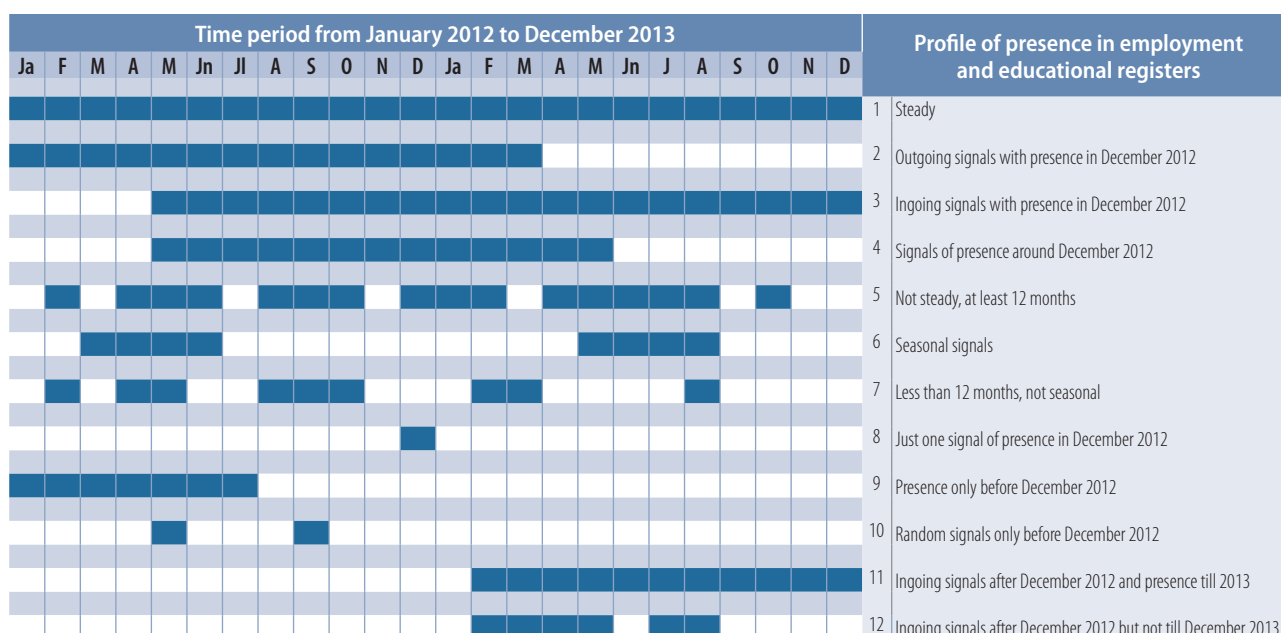 Time period from January 2012 to December 2013
Profile of presence in employment
and educational registers
Ja F M A M Jn Jl A S O N D Ja F M A M Jn J A S O N D
1 Steady
2 Outgoing signals with presence in December 2012
3 Ingoing signals with presence in December 2012
4 Signals of presence around December 2012
5 Not steady, at least 12 months
6 Seasonal signals
7 Less than 12 months, not seasonal
8 Just one signal of presence in December 2012
9 Presence only before December 2012
10 Random signals only before December 2012
11 Ingoing signals after December 2012 and presence till 2013
12 Ingoing signals after December 2012 but not till December 2013